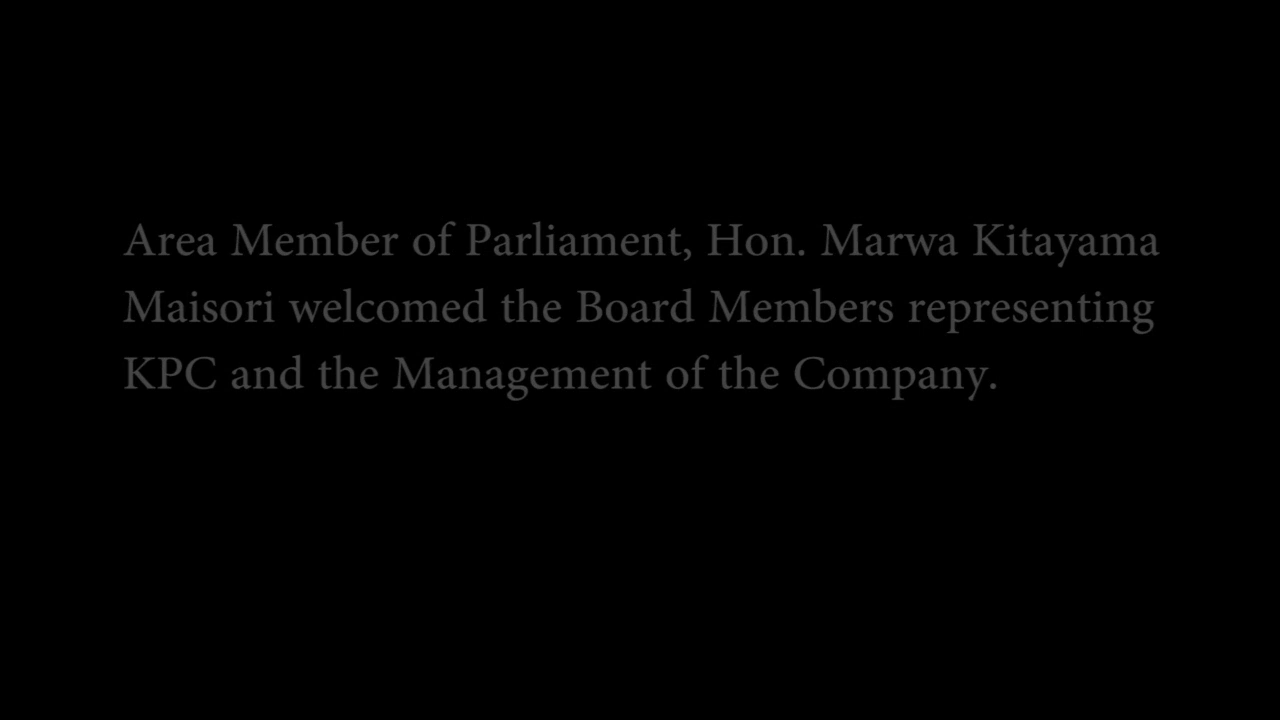 Area Member of Parliament, Hon. Marwa Kitayama
Maisori welcomed the Board Members representing
KPC and the Management of the Company.